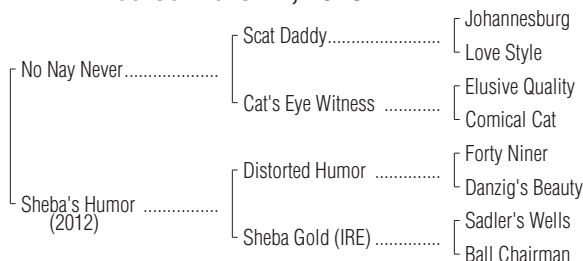 Johannesburg
Scat Daddy.......................
Love Style
No Nay Never...................
Elusive Quality
Cat's Eye Witness ............
Comical Cat
Forty Niner
Distorted Humor ................
Danzig's Beauty
Sheba's Humor ...............
(2012)
Sadler's Wells
Sheba Gold (IRE)...............
Ball Chairman